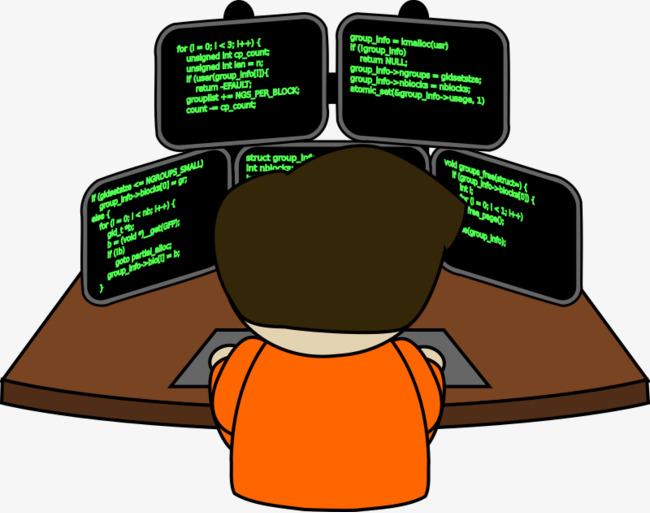 for (i = 0; i < 3; i++) {
unsigned int cp_count;
unsigned int len = n;
if (user(group_info[i]){
return -EFAULT;
grouplist += NGS_PER_BLOCK;
count -= cp_count;
group_info = kmalloc(usr)
if (!group_info)
return NULL;
group_info->ngroups = gidsetsize;
group_info->nblocks = nblocks;
atomic_set(&group_info->usage, 1)
if (gidsetsize <= NGROUPS_SMALL)
group_info->blocks[0] = gr;
else {
for (i = 0; i < nb; i++) {
gid_t *b;
b = (void *)__get(GFP);
if (!b)
goto partial_alloc;
group_info->blo[i] = b;
}
struct group_inf
int nblocks
void groups_free(struct*) {
if (group_info->blocks[0]) {
int i;
for (i = 0; i < 1; i++)
free_page();
(group_info);